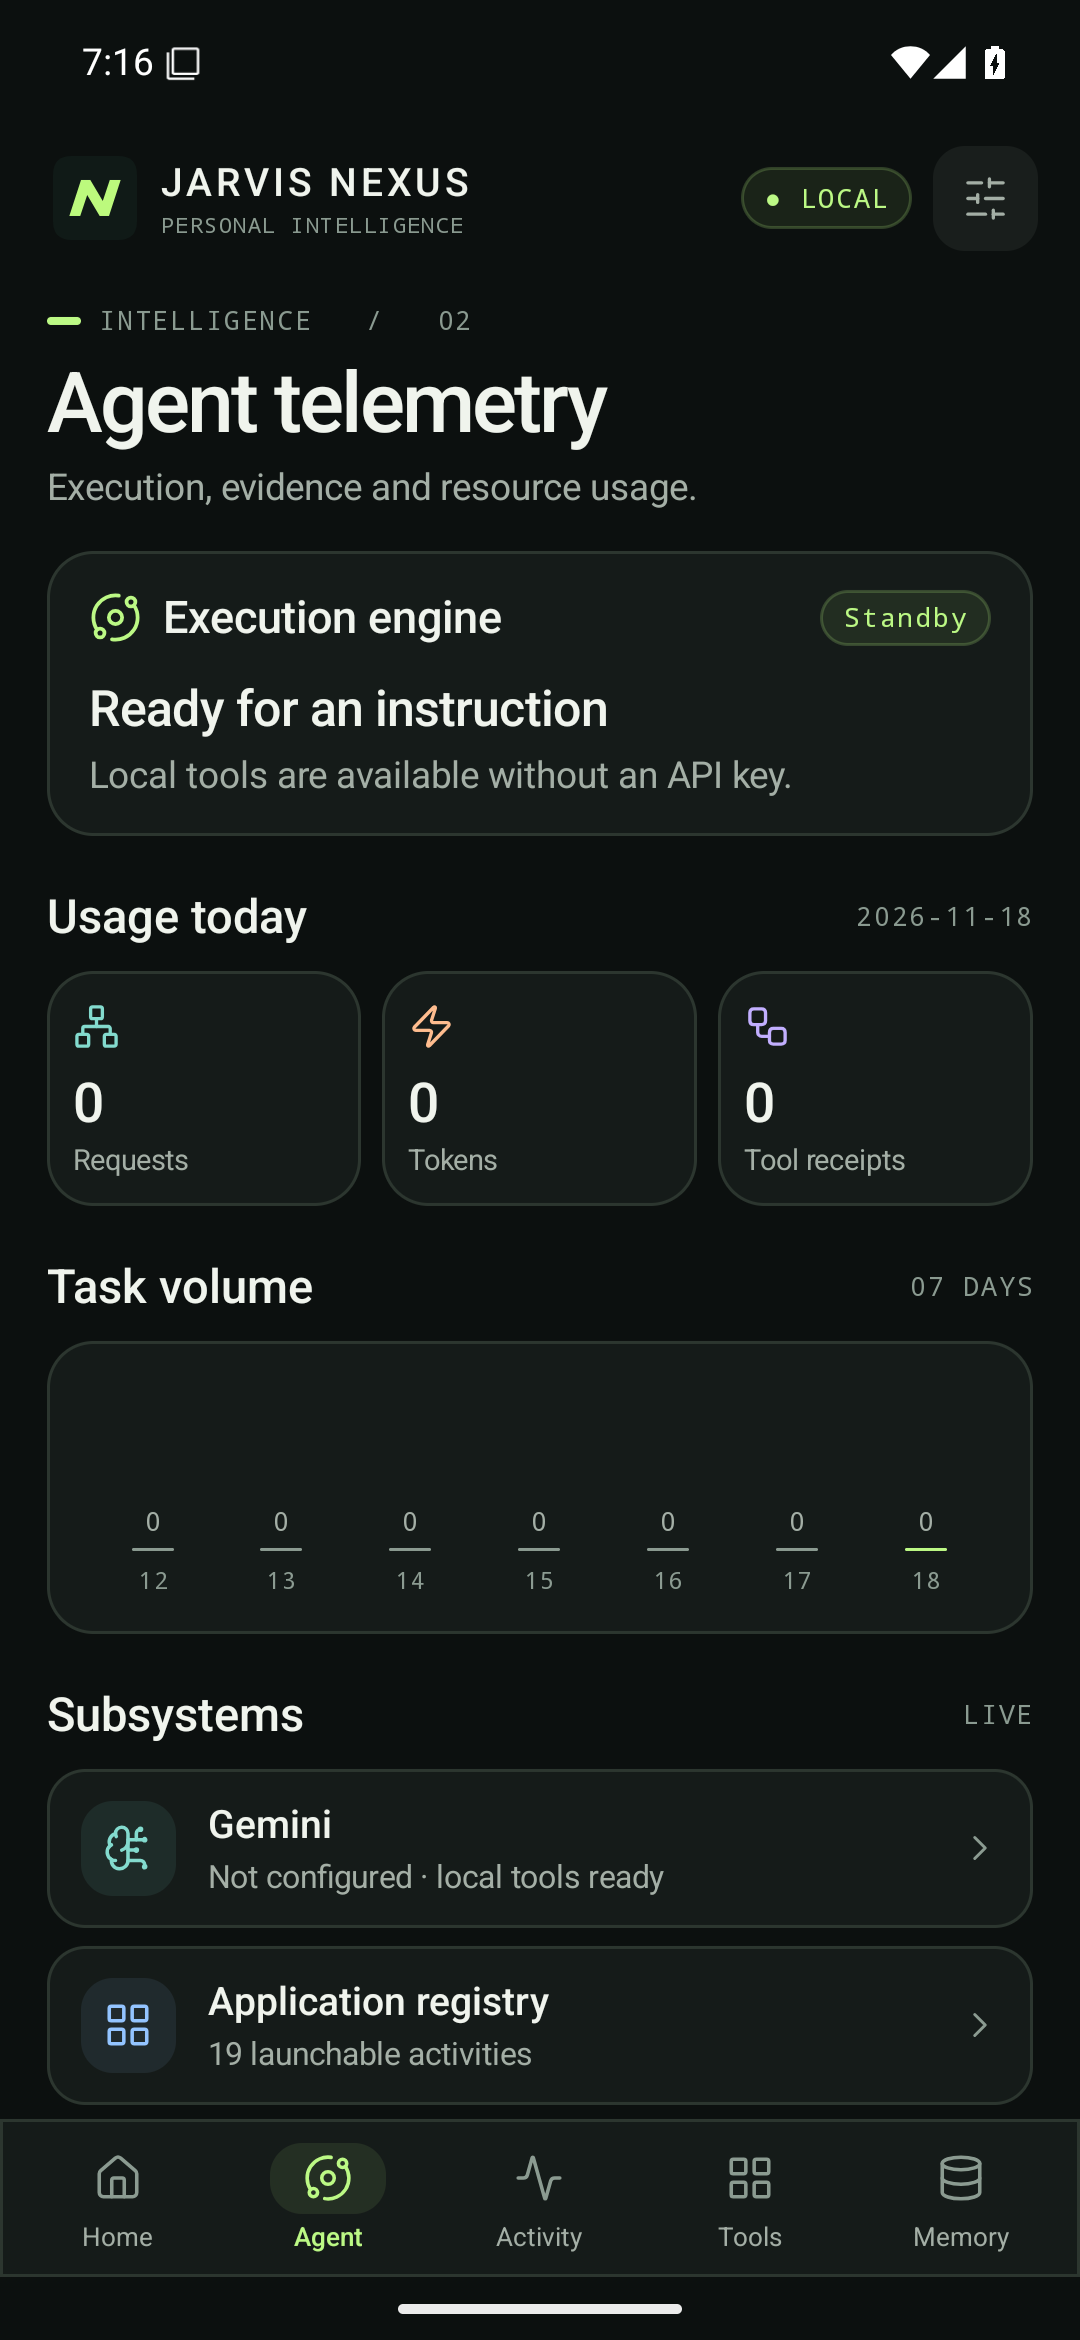 7:16
JARVIS NEXUS
PERSONAL INTELLIGENCE
LOCAL
INTELLIGENCE / 02
Agent telemetry
Execution, evidence and resource usage.
Execution engine
Standby
Ready for an instruction
Local tools are available without an API key.
Usage today
2026-11-18
0
Requests
0
Tokens
0
Tool receipts
Task volume
07 DAYS
0 0 0 0 0 0 0
12 13 14 15 16 17 18
Subsystems
LIVE
Gemini
Not configured · local tools ready
Application registry
19 launchable activities
Home
Agent
Activity
Tools
Memory